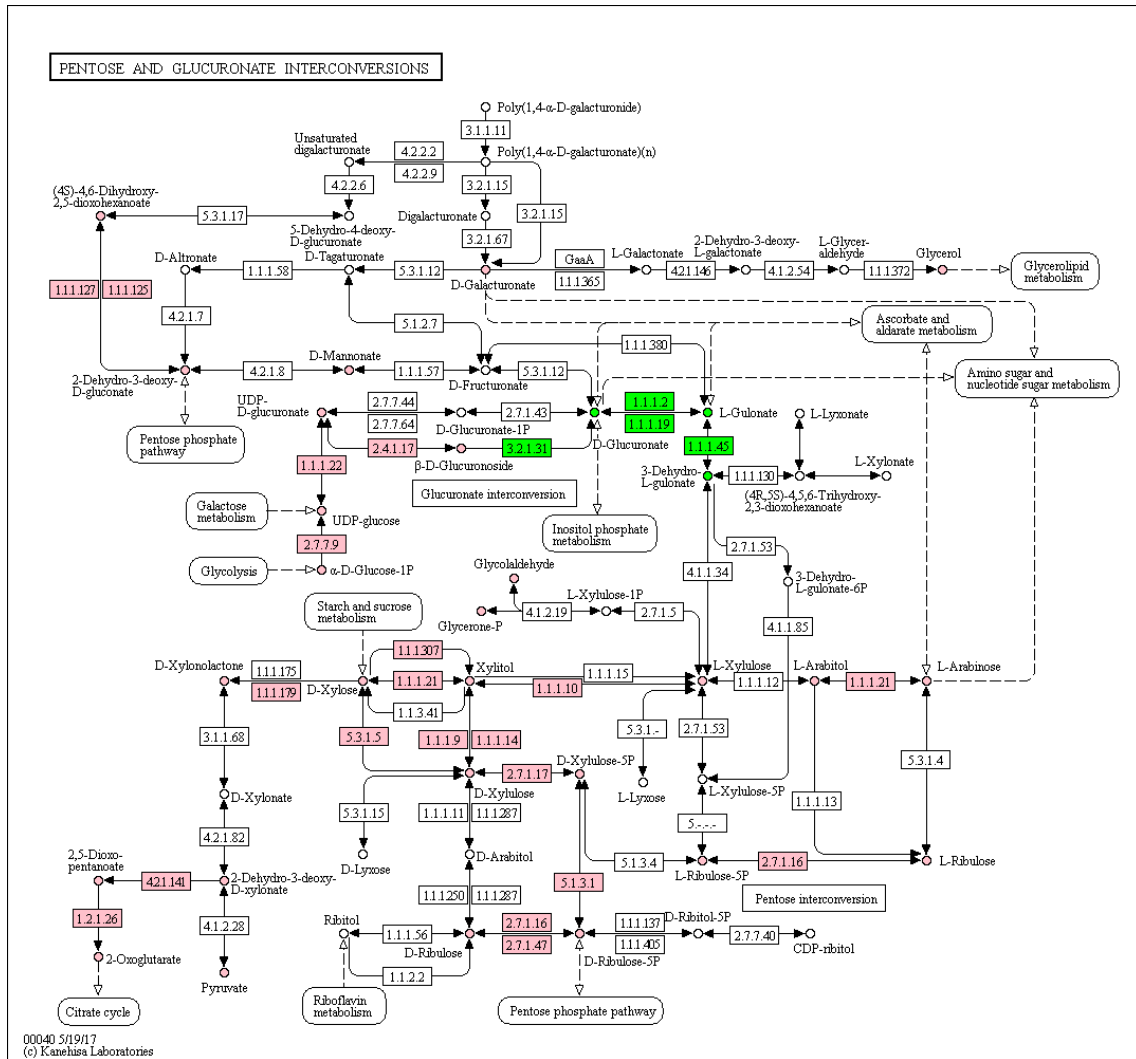 PENTOSE AND GLUCURONATE INTERCONVERSIONS
Poly(1,4-α-D-galacturonide)
3.1.1.11
Unsaturated
digalacturonate
4.2.2.2
4.2.2.9
Poly(1,4-α-D-galacturonate)(n)
4.2.2.6
3.2.1.15
3.2.1.15
(4S)-4,6-Dihydroxy-
2,5-dioxohexanoate
5.3.1.17
5-Dehydro-4-deoxy-
D-glucuronate
Digalacturonate
3.2.1.67
D-Altronate
1.1.1.58
D-Tagaturonate
5.3.1.12
D-Galacturonate
GaaA
1.1.1.365
L-Galactonate
4.2.1.146
2-Dehydro-3-deoxy-
L-galactonate
4.1.2.54
L-Glycer-
aldehyde
1.1.1.372
Glycerol
Glycerolipid
metabolism
1.1.1.127
1.1.1.125
4.2.1.7
5.1.2.7
Ascorbate and
aldarate metabolism
1.1.1.380
2-Dehydro-3-deoxy-
D-gluconate
4.2.1.8
D-Mannonate
1.1.1.57
D-Fructuronate
5.3.1.12
Amino sugar and
nucleotide sugar metabolism
UDP-
D-glucuronate
2.7.7.44
2.7.7.64
D-Glucuronate-1P
2.7.1.43
D-Glucuronate
1.1.1.2
1.1.1.19
L-Gulonate
L-Lyxonate
Pentose phosphate
pathway
2.4.1.17
β-D-Glucuronoside
3.2.1.31
1.1.1.45
1.1.1.22
3-Dehydro-
L-gulonate
1.1.1.130
L-Xylonate
(4R,5S)-4,5,6-Trihydroxy-
2,3-dioxohexanoate
Glucuronate interconversion
Galactose
metabolism
UDP-glucose
Inositol phosphate
metabolism
2.7.7.9
2.7.1.53
Glycolysis
α-D-Glucose-1P
Glycolaldehyde
4.1.1.34
3-Dehydro-
L-gulonate-6P
Starch and sucrose
metabolism
Glycerone-P
4.1.2.19
L-Xylulose-1P
2.7.1.5
4.1.1.85
D-Xylonolactone
1.1.1.175
1.1.1.179
D-Xylose
1.1.1.307
1.1.1.21
1.1.3.41
Xylitol
1.1.1.15
1.1.1.10
L-Xylulose
1.1.1.12
L-Arabitol
1.1.1.21
L-Arabinose
3.1.1.68
5.3.1.5
1.1.1.9
1.1.1.14
5.3.1.-
2.7.1.53
5.3.1.4
D-Xylulose
2.7.1.17
D-Xylulose-5P
L-Lyxose
L-Xylulose-5P
D-Xylonate
5.3.1.15
1.1.1.11
1.1.1.287
1.1.1.13
4.2.1.82
5.-.-.-
2,5-Dioxo-
pentanoate
4.2.1.141
2-Dehydro-3-deoxy-
D-xylonate
D-Lyxose
D-Arabitol
5.1.3.4
L-Ribulose-5P
2.7.1.16
L-Ribulose
1.2.1.26
4.1.2.28
1.1.1.250
1.1.1.287
5.1.3.1
Pentose interconversion
2-Oxoglutarate
Pyruvate
Ribitol
1.1.1.56
D-Ribulose
2.7.1.16
2.7.1.47
D-Ribulose-5P
1.1.1.137
1.1.1.405
D-Ribitol-5P
2.7.7.40
CDP-ribitol
1.1.2.2
Citrate cycle
Riboflavin
metabolism
Pentose phosphate pathway
00040 5/19/17
(c) Kanehisa Laboratories